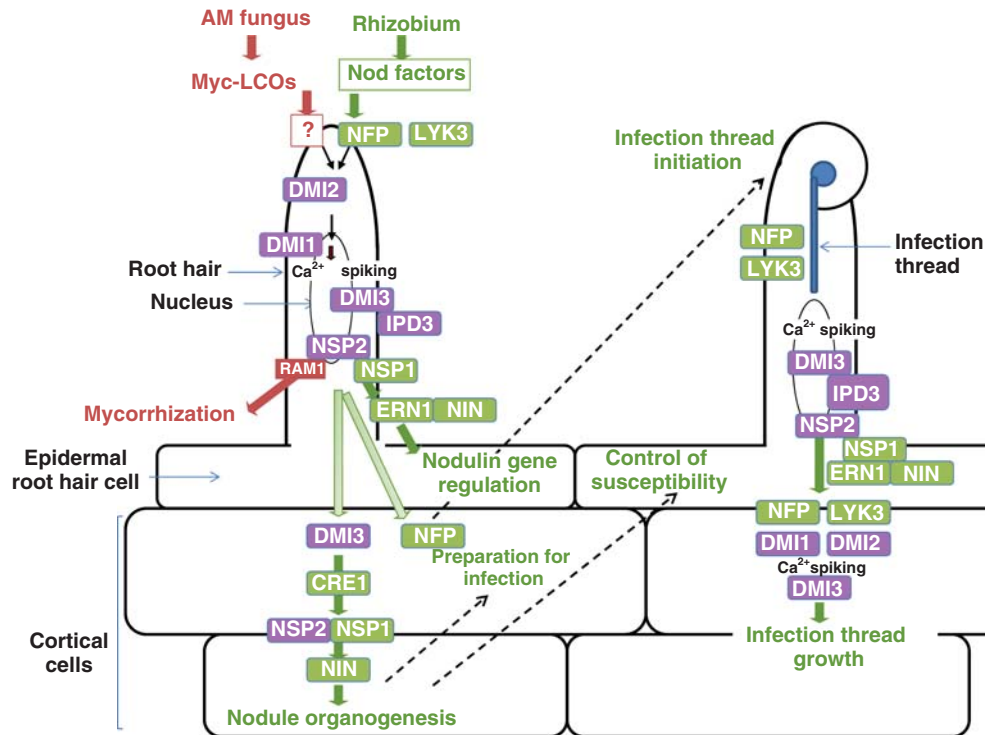 AM fungus
Rhizobium
Myc-LCOs
Nod factors
?
NFP
LYK3
DMI2
DMI1
Ca2+ spiking
Root hair
Nucleus
DMI3
IPD3
NSP2
RAM1
NSP1
Mycorrhization
ERN1
NIN
Epidermal
root hair cell
Nodulin gene
regulation
DMI3
NFP
CRE1
Preparation for
infection
Cortical
cells
NSP2
NSP1
NIN
Nodule organogenesis
Infection thread
initiation
NFP
LYK3
Infection
thread
Ca2+ spiking
DMI3
IPD3
NSP2
NSP1
ERN1
NIN
Control of
susceptibility
NFP
LYK3
DMI1
DMI2
Ca2+spiking
DMI3
Infection thread
growth